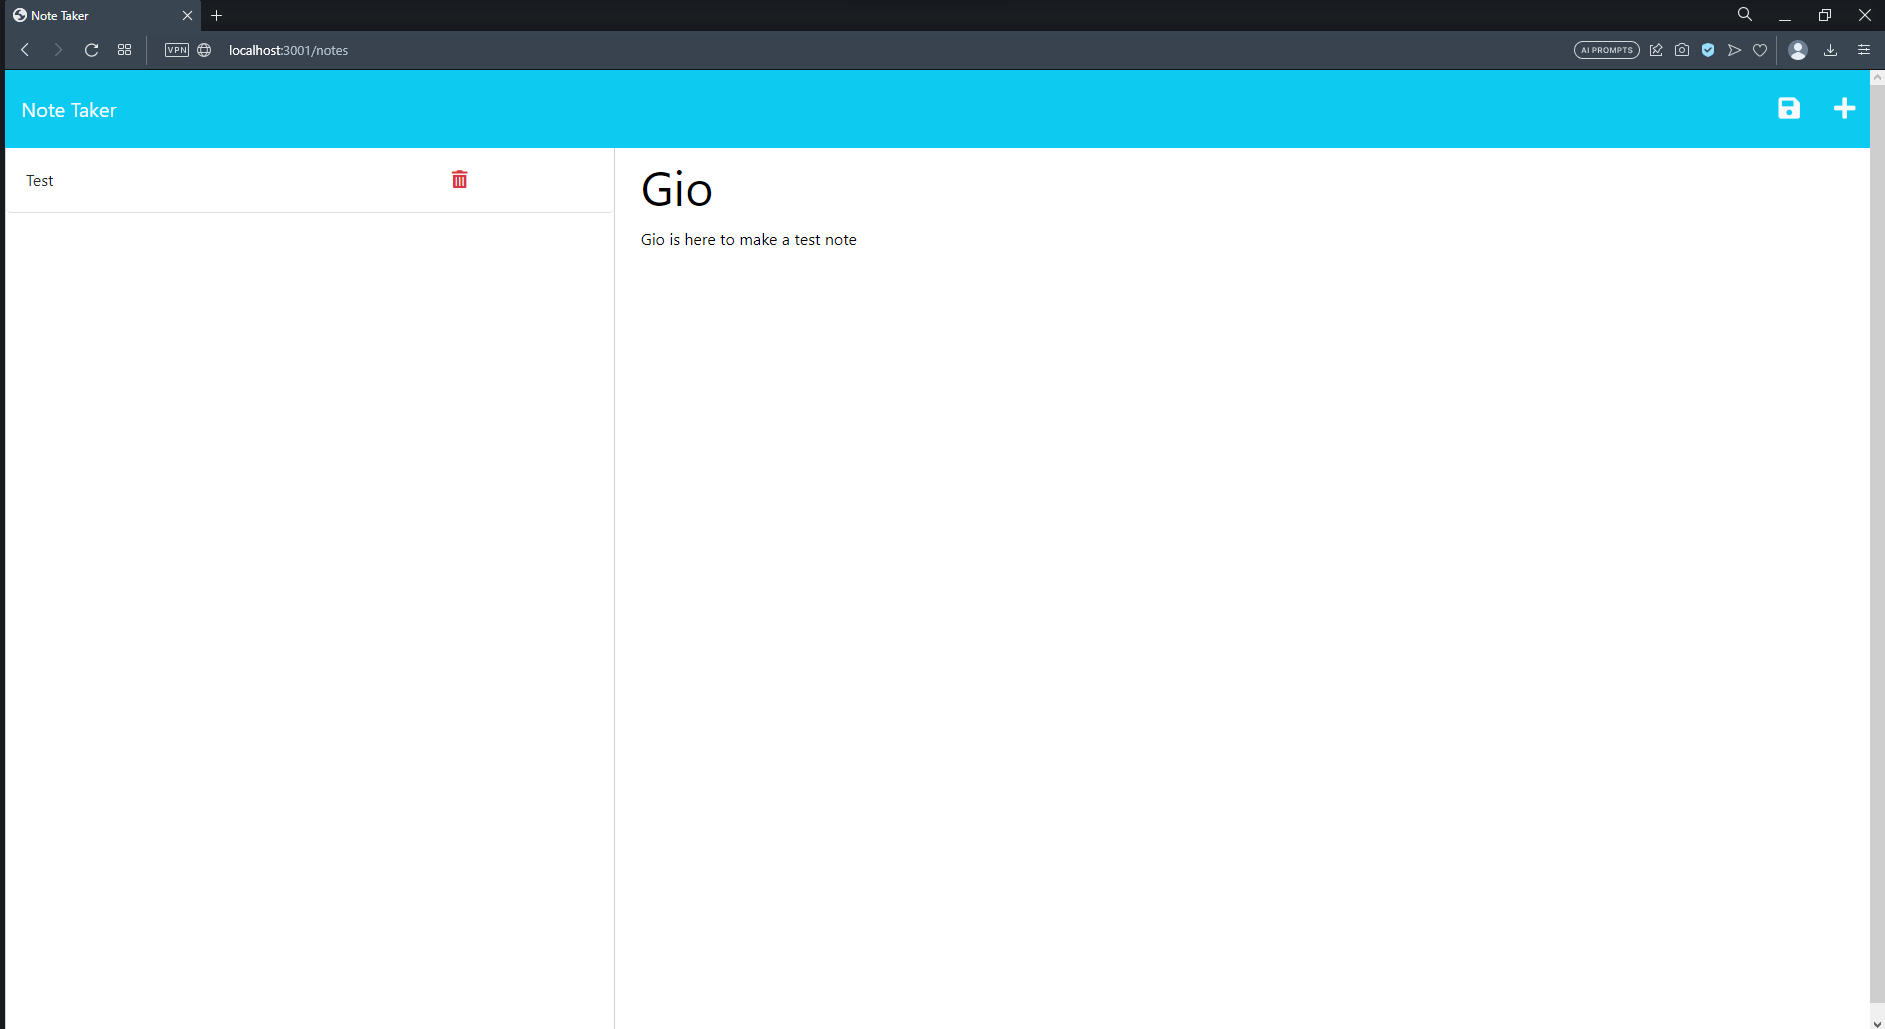 Note Taker
VPN
localhost:3001/notes
AI PROMPTS
Note Taker
Test
Gio
Gio is here to make a test note